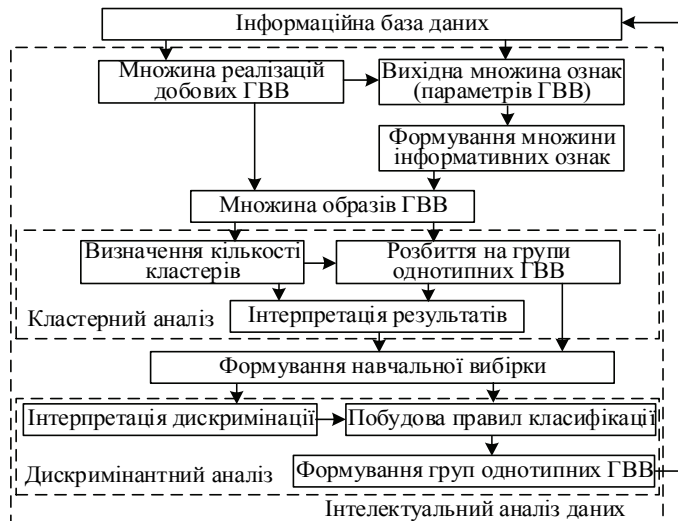 Інформаційна база даних
Множина реалізацій
добових ГВВ
Вихідна множина ознак
(параметрів ГВВ)
Формування множини
інформативних ознак
Множина образів ГВВ
Визначення кількості
кластерів
Розбиття на групи
однотипних ГВВ
Кластерний аналіз
Інтерпретація результатів
Формування навчальної вибірки
Інтерпретація дискримінації
Побудова правил класифікації
Дискримінантний аналіз
Формування груп однотипних ГВВ
Інтелектуальний аналіз даних